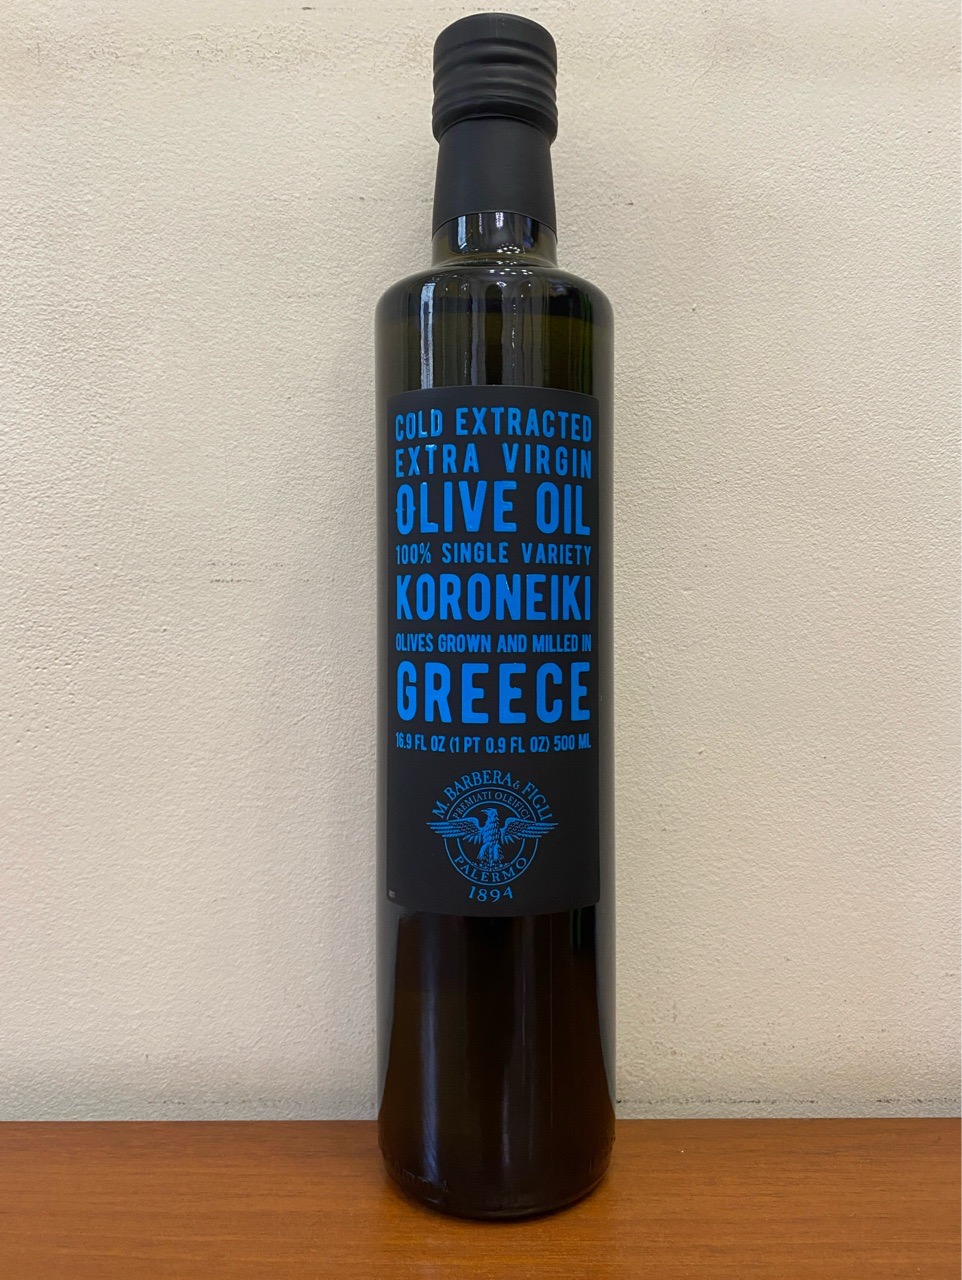 COLD EXTRACTED
EXTRA VIRGIN
OLIVE OIL
100% SINGLE VARIETY
KORONEIKI
OLIVES GROWN AND MILLED IN
GREECE
16.9 FL OZ (1 PT 0.9 FL OZ) 500 ML
M. BARBERA & FIGLI
PREMIATI OLEIFICI
PALERMO
1894